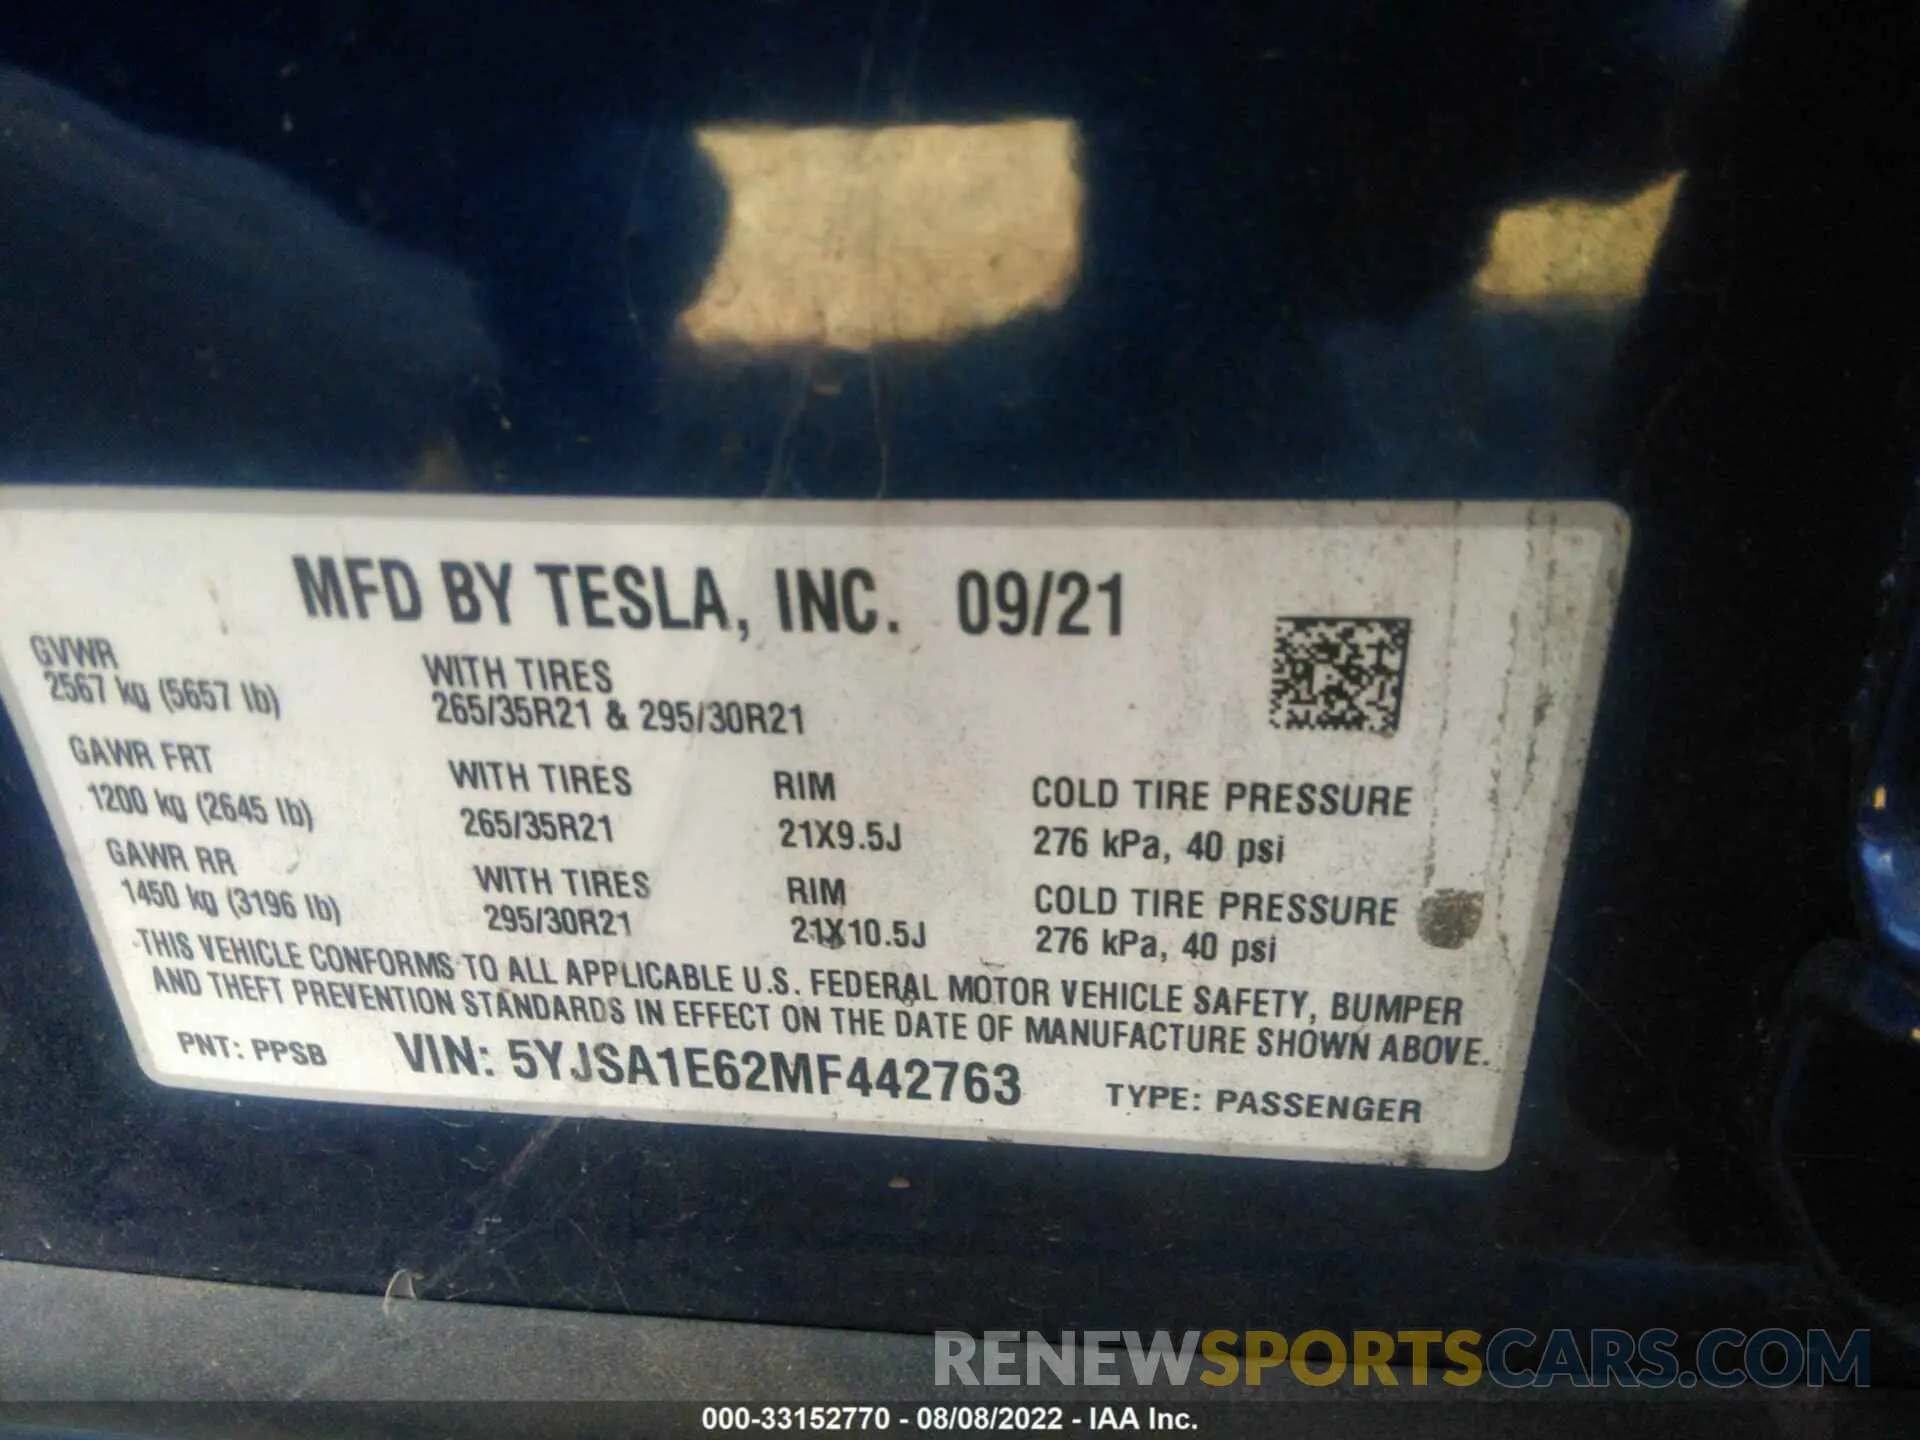 MFD BY TESLA, INC. 09/21
GVWR
2567 kg (5657 lb)
WITH TIRES
265/35R21 & 295/30R21
GAWR FRT
1200 kg (2645 lb)
WITH TIRES
265/35R21
RIM
21X9.5J
COLD TIRE PRESSURE
276 kPa, 40 psi
GAWR RR
1450 kg (3196 lb)
WITH TIRES
295/30R21
RIM
21X10.5J
COLD TIRE PRESSURE
276 kPa, 40 psi
THIS VEHICLE CONFORMS TO ALL APPLICABLE U.S. FEDERAL MOTOR VEHICLE SAFETY, BUMPER
AND THEFT PREVENTION STANDARDS IN EFFECT ON THE DATE OF MANUFACTURE SHOWN ABOVE.
PNT: PPSB VIN: 5YJSA1E62MF442763 TYPE: PASSENGER
RENEWSPORTSCARS.COM
000-33152770 - 08/08/2022 - IAA Inc.